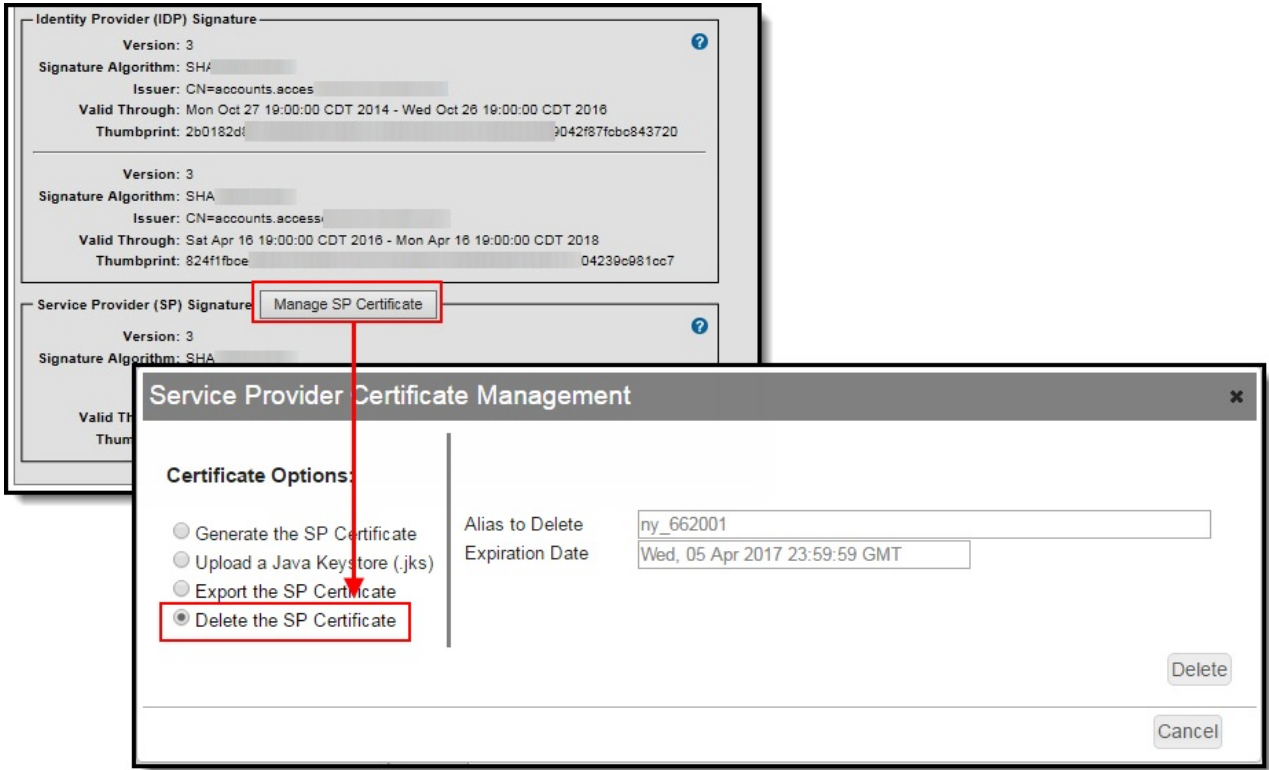 Identity Provider (IDP) Signature
Version: 3
Signature Algorithm: SHA
Issuer: CN=accounts.acces
Valid Through: Mon Oct 27 19:00:00 CDT 2014 - Wed Oct 26 19:00:00 CDT 2016
Thumbprint: 2b0182d 9042f87fcbc843720
Version: 3
Signature Algorithm: SHA
Issuer: CN=accounts.access
Valid Through: Sat Apr 16 19:00:00 CDT 2016 - Mon Apr 16 19:00:00 CDT 2018
Thumbprint: 824f1fbce 04239c981cc7
Service Provider (SP) Signature Manage SP Certificate
Version: 3
Signature Algorithm: SHA
Valid Th
Thum
Service Provider Certificate Management
Certificate Options:
Generate the SP Certificate
Upload a Java Keystore (.jks)
Export the SP Certificate
Delete the SP Certificate
Alias to Delete ny_662001
Expiration Date Wed, 05 Apr 2017 23:59:59 GMT
Delete
Cancel